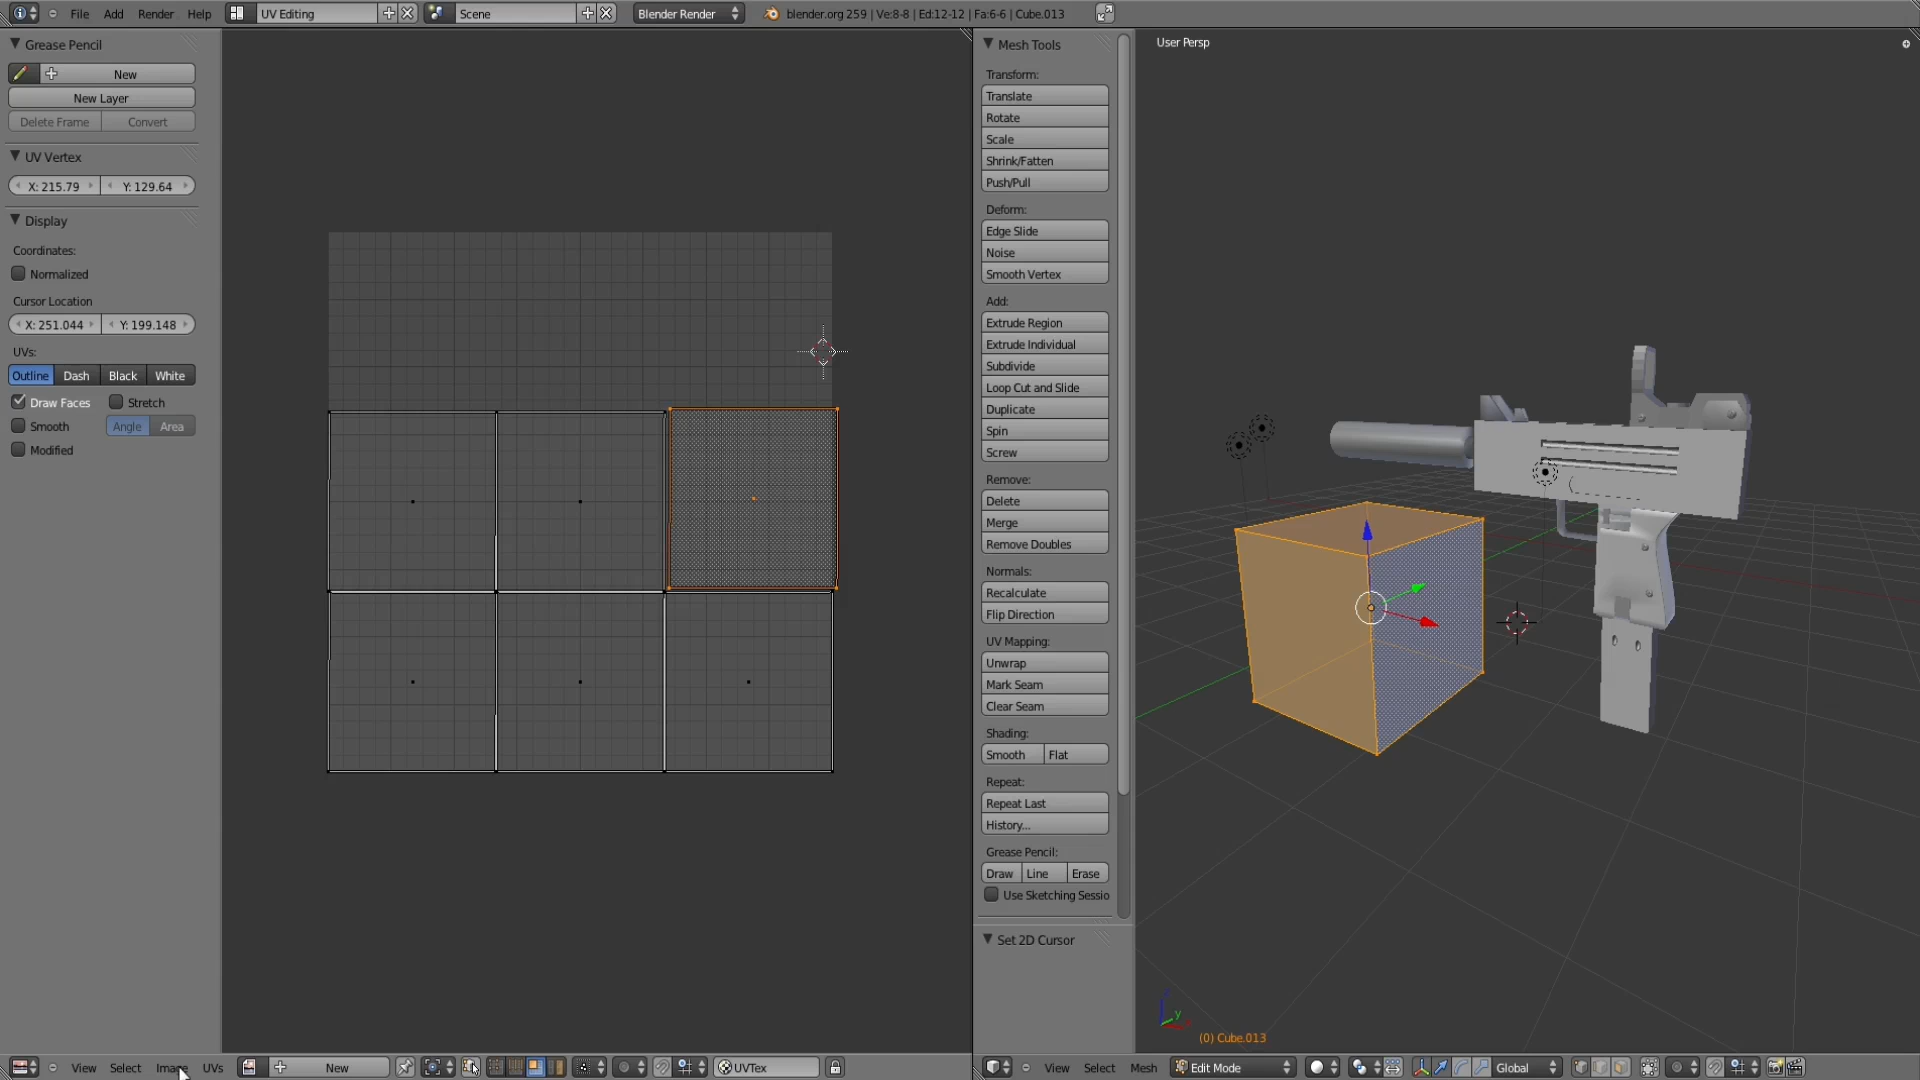 File Add Render Help UV Editing Scene Blender Render blender.org 259 | Ve:8-8 | Ed:12-12 | Fa:6-6 | Cube.013
Grease Pencil
New
New Layer
Delete Frame Convert
UV Vertex
X: 215.79 Y: 129.64
Display
Coordinates:
Normalized
Cursor Location
X: 251.044 Y: 199.148
UVs:
Outline Dash Black White
Draw Faces Stretch
Smooth Angle Area
Modified
Mesh Tools
Transform:
Translate
Rotate
Scale
Shrink/Fatten
Push/Pull
Deform:
Edge Slide
Noise
Smooth Vertex
Add:
Extrude Region
Extrude Individual
Subdivide
Loop Cut and Slide
Duplicate
Spin
Screw
Remove:
Delete
Merge
Remove Doubles
Normals:
Recalculate
Flip Direction
UV Mapping:
Unwrap
Mark Seam
Clear Seam
Shading:
Smooth Flat
Repeat:
Repeat Last
History...
Grease Pencil:
Draw Line Erase
Use Sketching Sessio
Set 2D Cursor
User Persp
y
(0) Cube.013
View Select Image UVs New UVTex
View Select Mesh Edit Mode Global